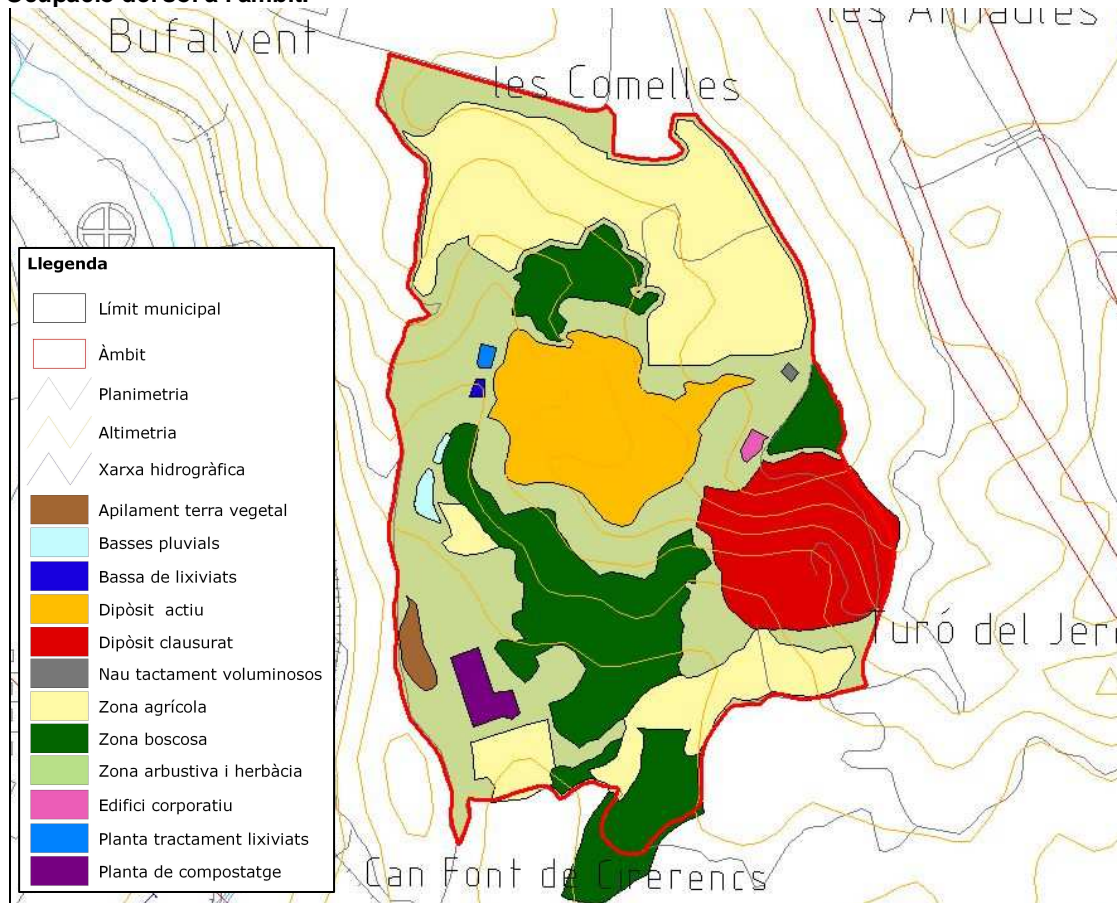 Bufalvent
les Comelles
Llegenda
Límit municipal
Àmbit
Planimetria
Altimetria
Xarxa hidrogràfica
Apilament terra vegetal
Basses pluvials
Bassa de lixiviats
Dipòsit actiu
Dipòsit clausurat
Nau tactament voluminosos
Zona agrícola
Zona boscosa
Zona arbustiva i herbàcia
Edifici corporatiu
Planta tractament lixiviats
Planta de compostatge
Turó del Jer
Can Font de Cirerencs